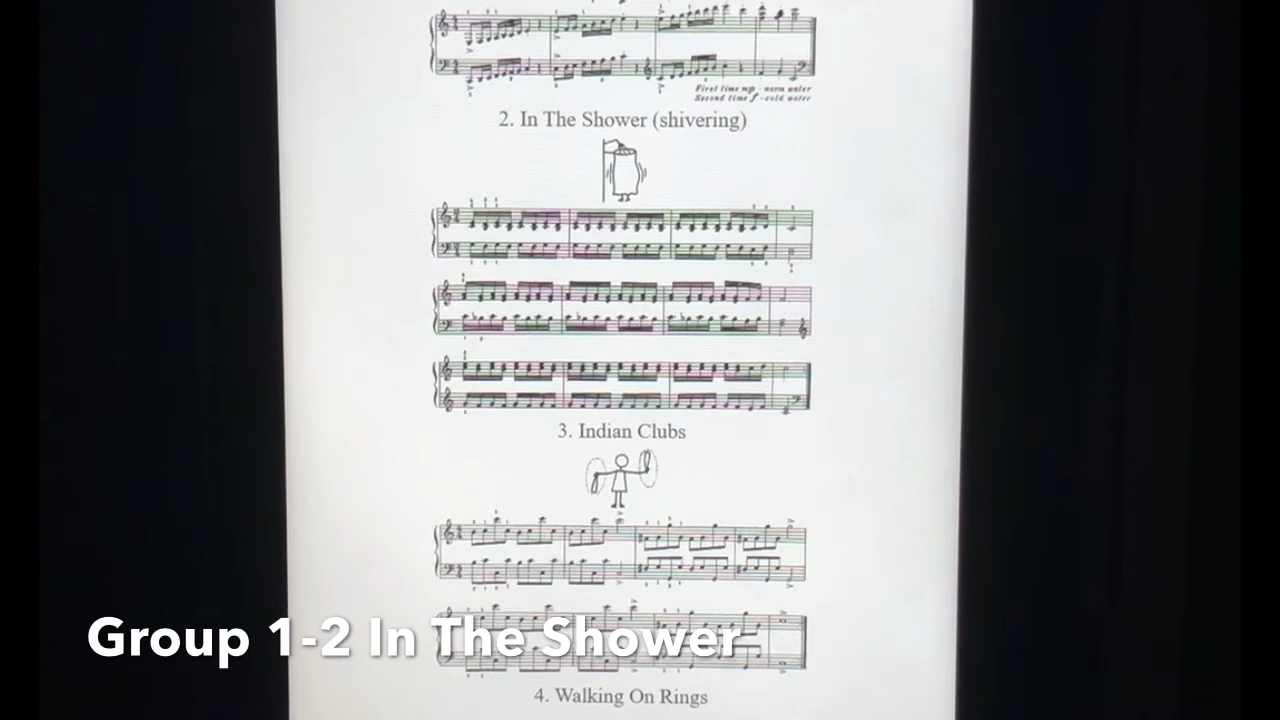 First time mp - warm water
Second time f - cold water
2. In The Shower (shivering)
3. Indian Clubs
Group 1-2 In The Shower
4. Walking On Rings